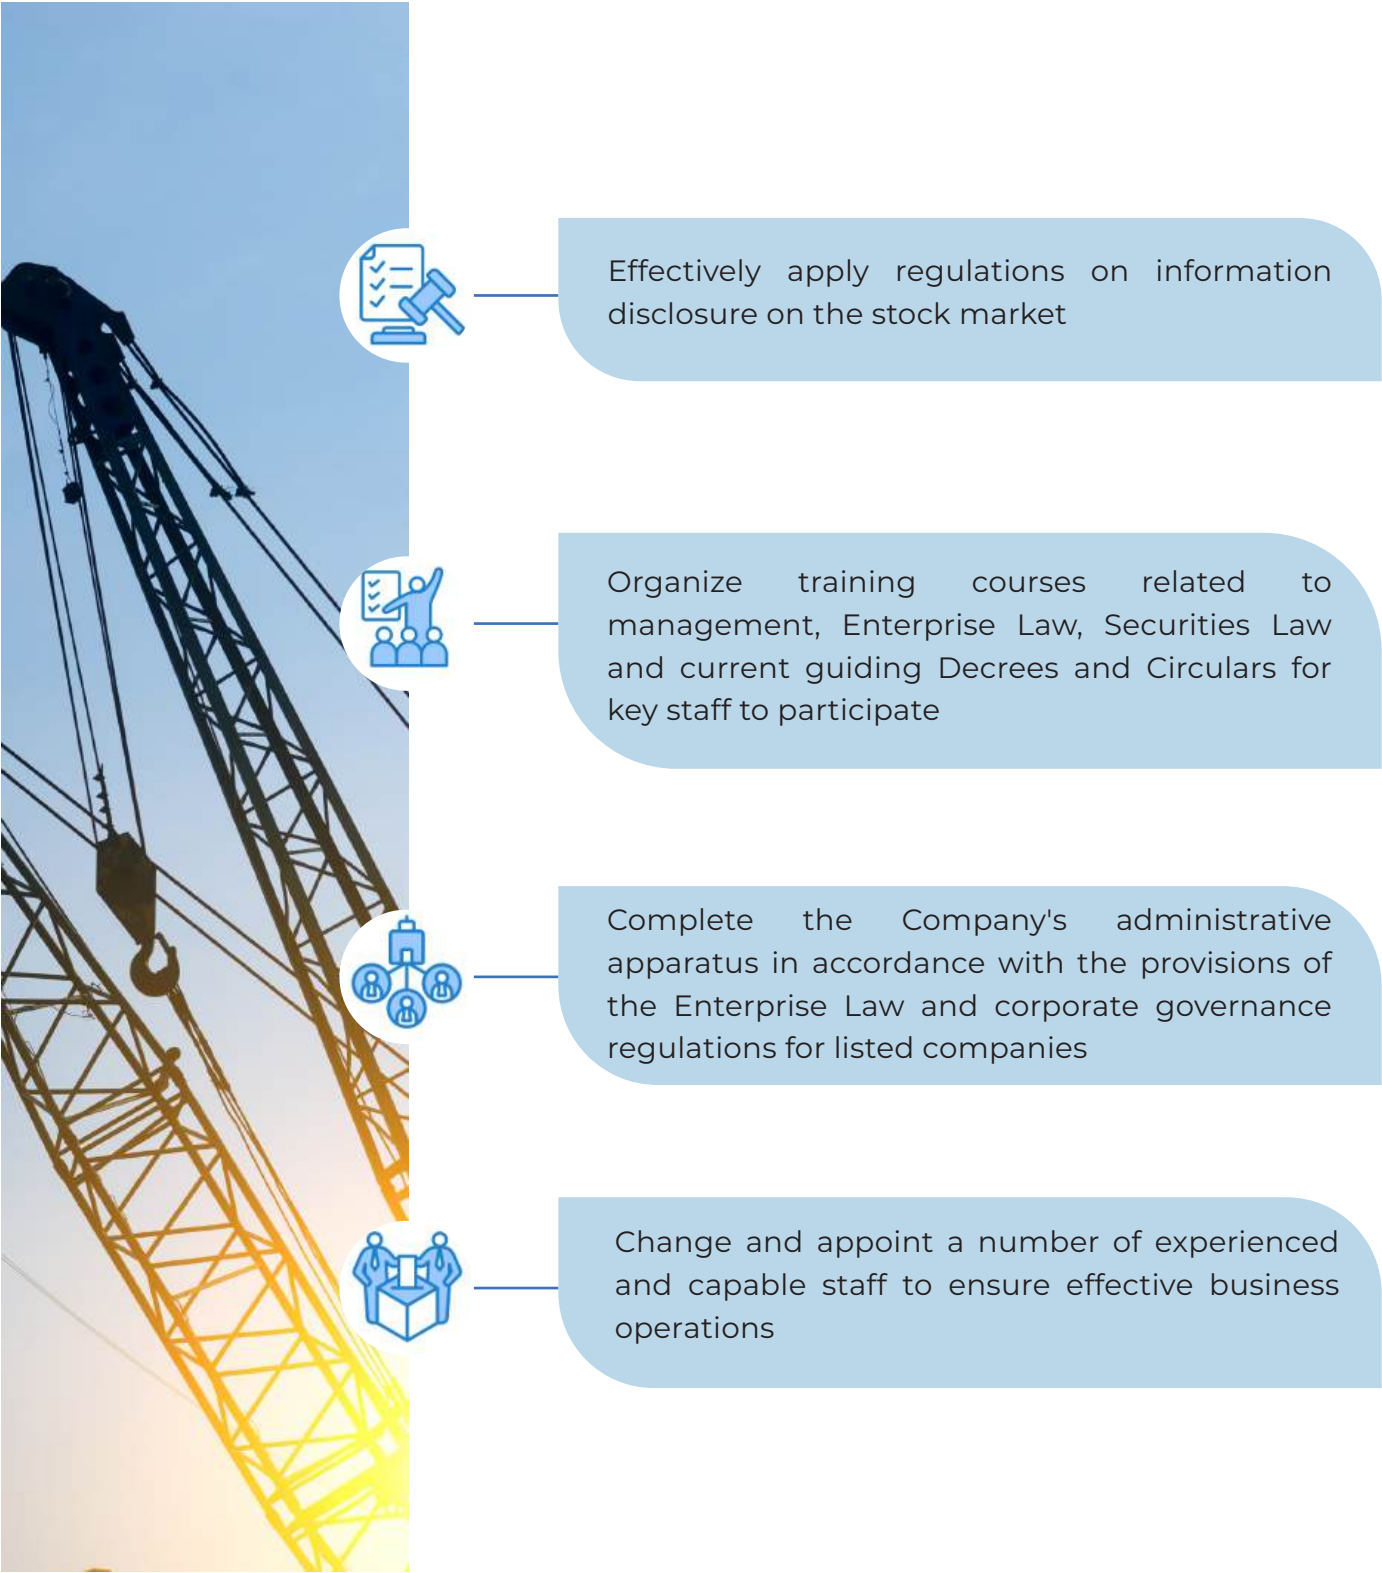 Effectively apply regulations on information
disclosure on the stock market
Organize training courses related to
management, Enterprise Law, Securities Law
and current guiding Decrees and Circulars for
key staff to participate
Complete the Company's administrative
apparatus in accordance with the provisions of
the Enterprise Law and corporate governance
regulations for listed companies
Change and appoint a number of experienced
and capable staff to ensure effective business
operations